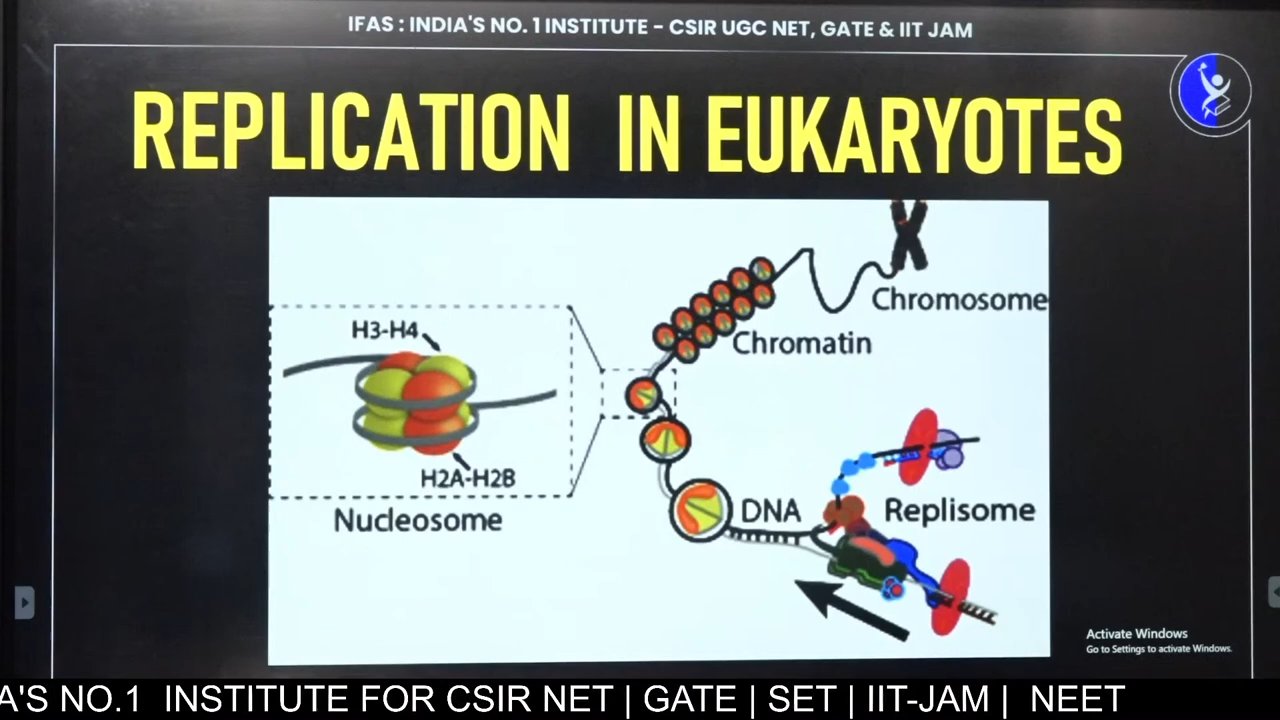 IFAS : INDIA'S NO. 1 INSTITUTE – CSIR UGC NET, GATE & IIT JAM
REPLICATION IN EUKARYOTES
Chromosome
H3-H4
Chromatin
H2A-H2B
DNA
Replisome
Nucleosome
Activate Windows
Go to Settings to activate Windows.
A'S NO.1 INSTITUTE FOR CSIR NET | GATE | SET | IIT-JAM | NEET